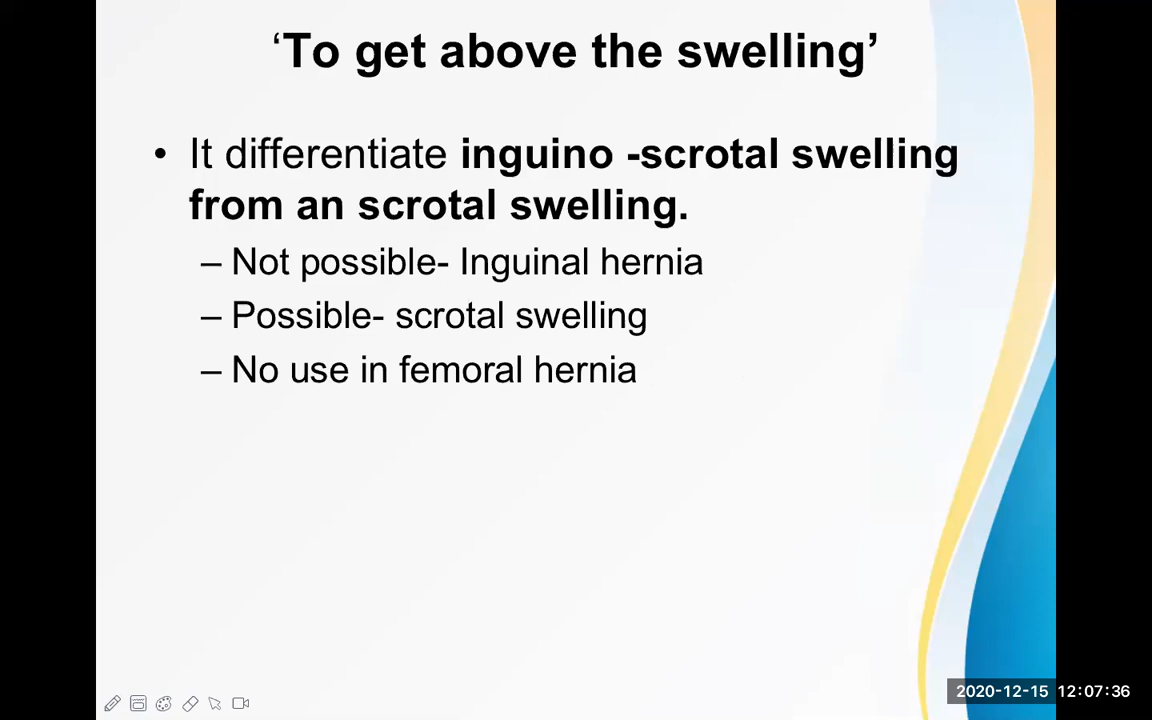 ‘To get above the swelling’
• It differentiate inguino -scrotal swelling
from an scrotal swelling.
– Not possible- Inguinal hernia
– Possible- scrotal swelling
– No use in femoral hernia
2020-12-15 12:07:36